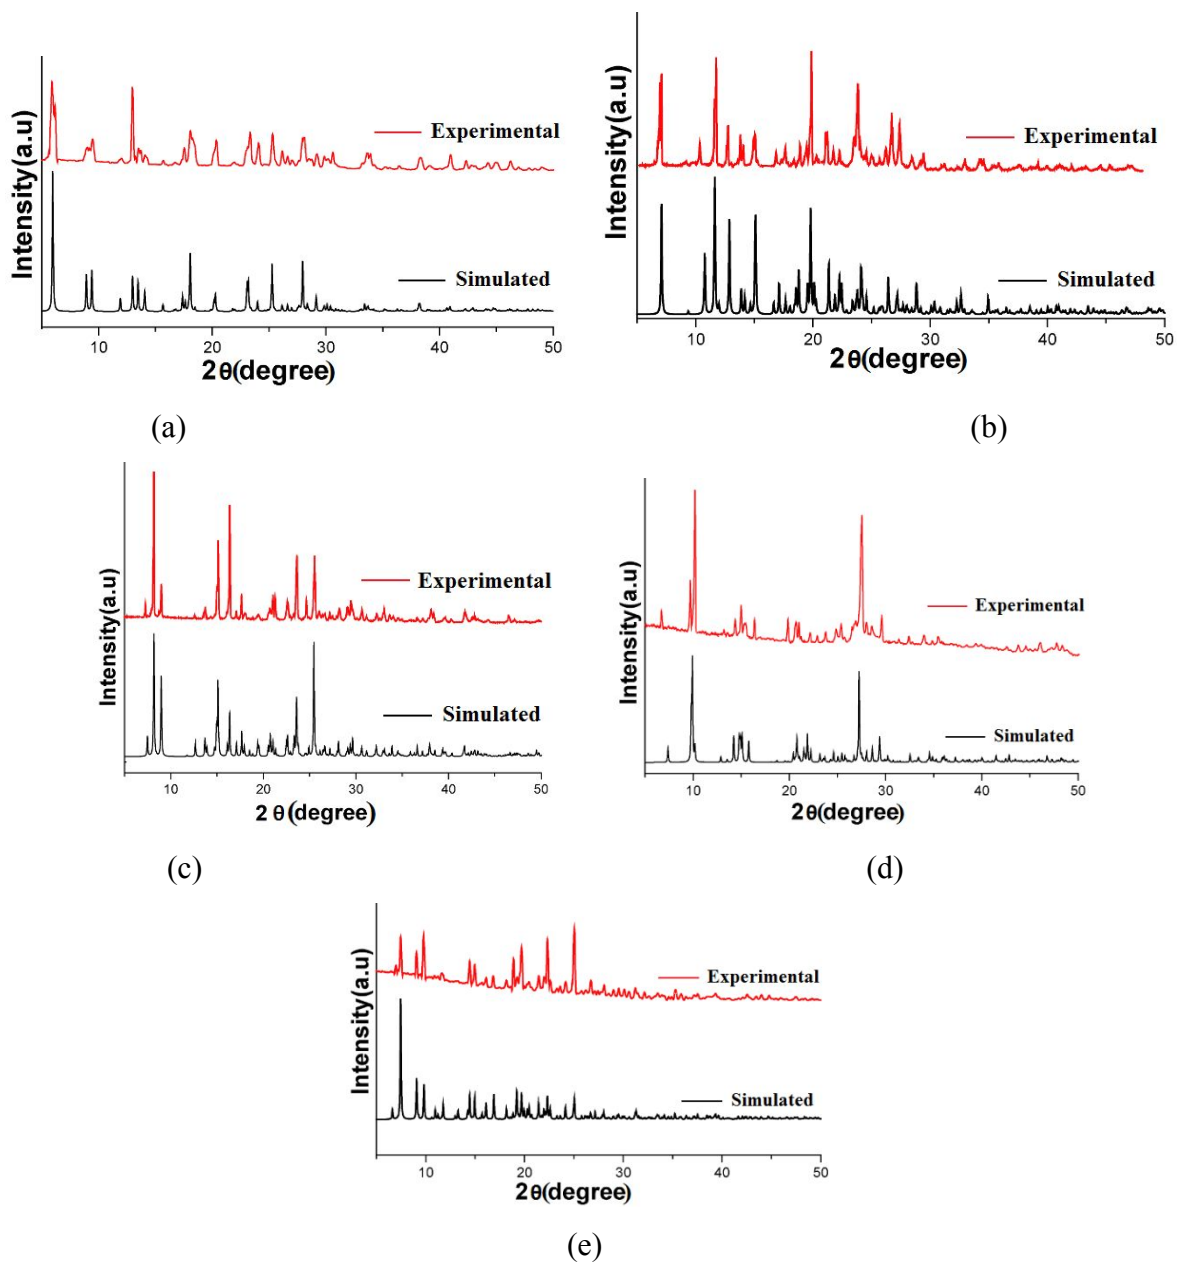 Intensity(a.u)
Experimental
Simulated
10 20 30 40 50
2θ(degree)
(a)
Intensity(a.u)
Experimental
Simulated
10 20 30 40 50
2θ(degree)
(b)
Intensity(a.u)
Experimental
Simulated
10 20 30 40 50
2 θ (degree)
(c)
Intensity(a.u)
Experimental
Simulated
10 20 30 40 50
2θ(degree)
(d)
Intensity(a.u)
Experimental
Simulated
10 20 30 40 50
2θ(degree)
(e)